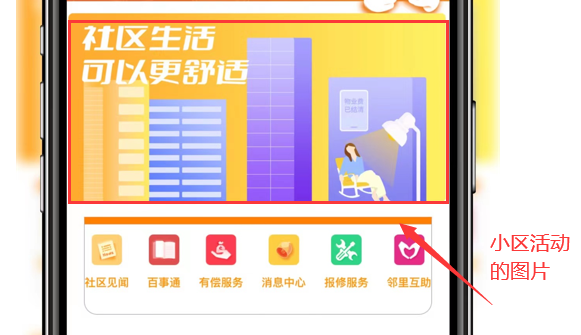 社区生活
可以更舒适
物业费
已结清
社区见闻 百事通 有偿服务 消息中心 报修服务 邻里互助
小区活动
的图片